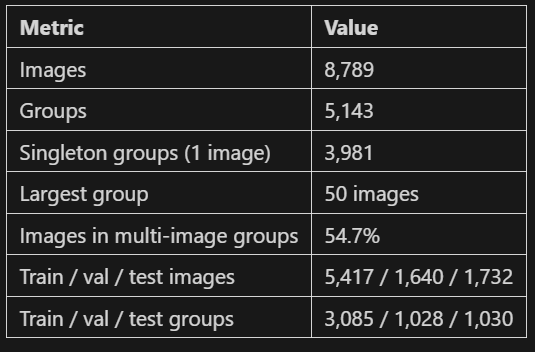 Metric Value
Images 8,789
Groups 5,143
Singleton groups (1 image) 3,981
Largest group 50 images
Images in multi-image groups 54.7%
Train / val / test images 5,417 / 1,640 / 1,732
Train / val / test groups 3,085 / 1,028 / 1,030